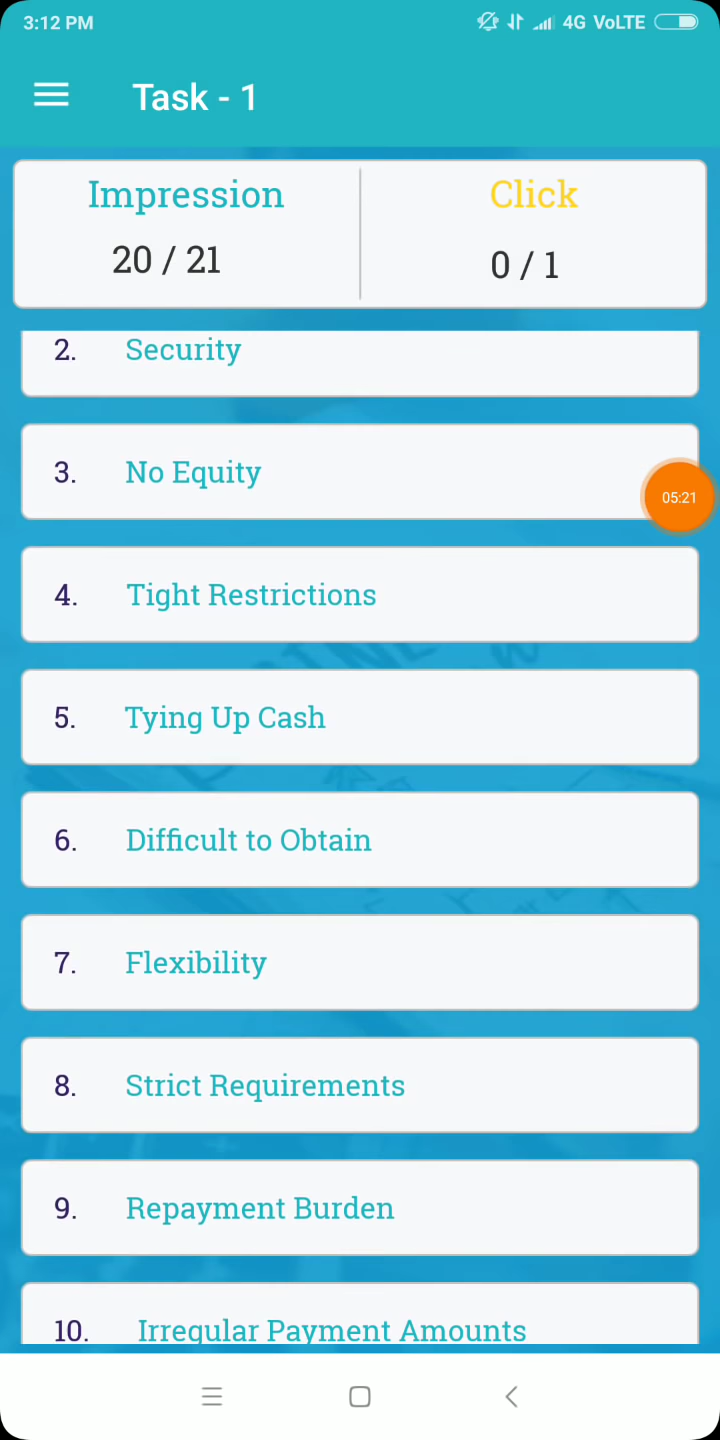 3:12 PM
4G VoLTE
Task - 1
Impression
Click
20 / 21
0 / 1
2. Security
3. No Equity
05:21
4. Tight Restrictions
5. Tying Up Cash
6. Difficult to Obtain
7. Flexibility
8. Strict Requirements
9. Repayment Burden
10. Irregular Payment Amounts